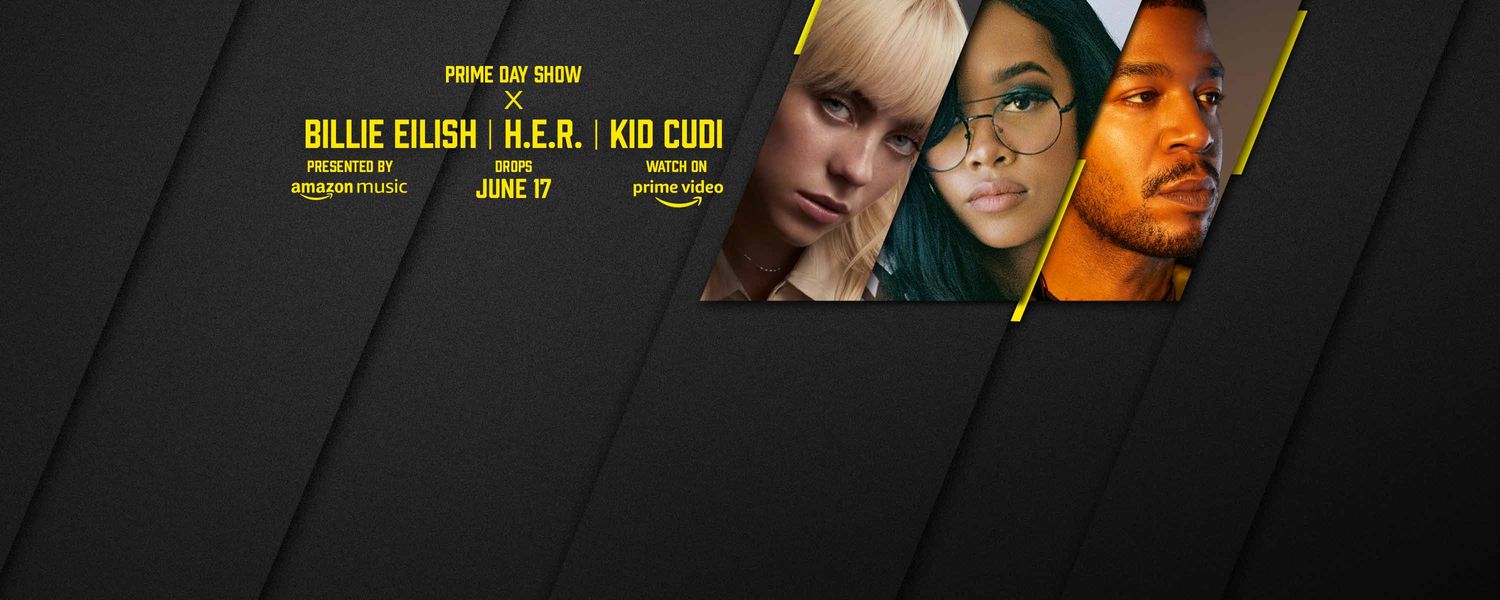 PRIME DAY SHOW
X
BILLIE EILISH | H.E.R. | KID CUDI
PRESENTED BY
amazon music
DROPS
JUNE 17
WATCH ON
prime video